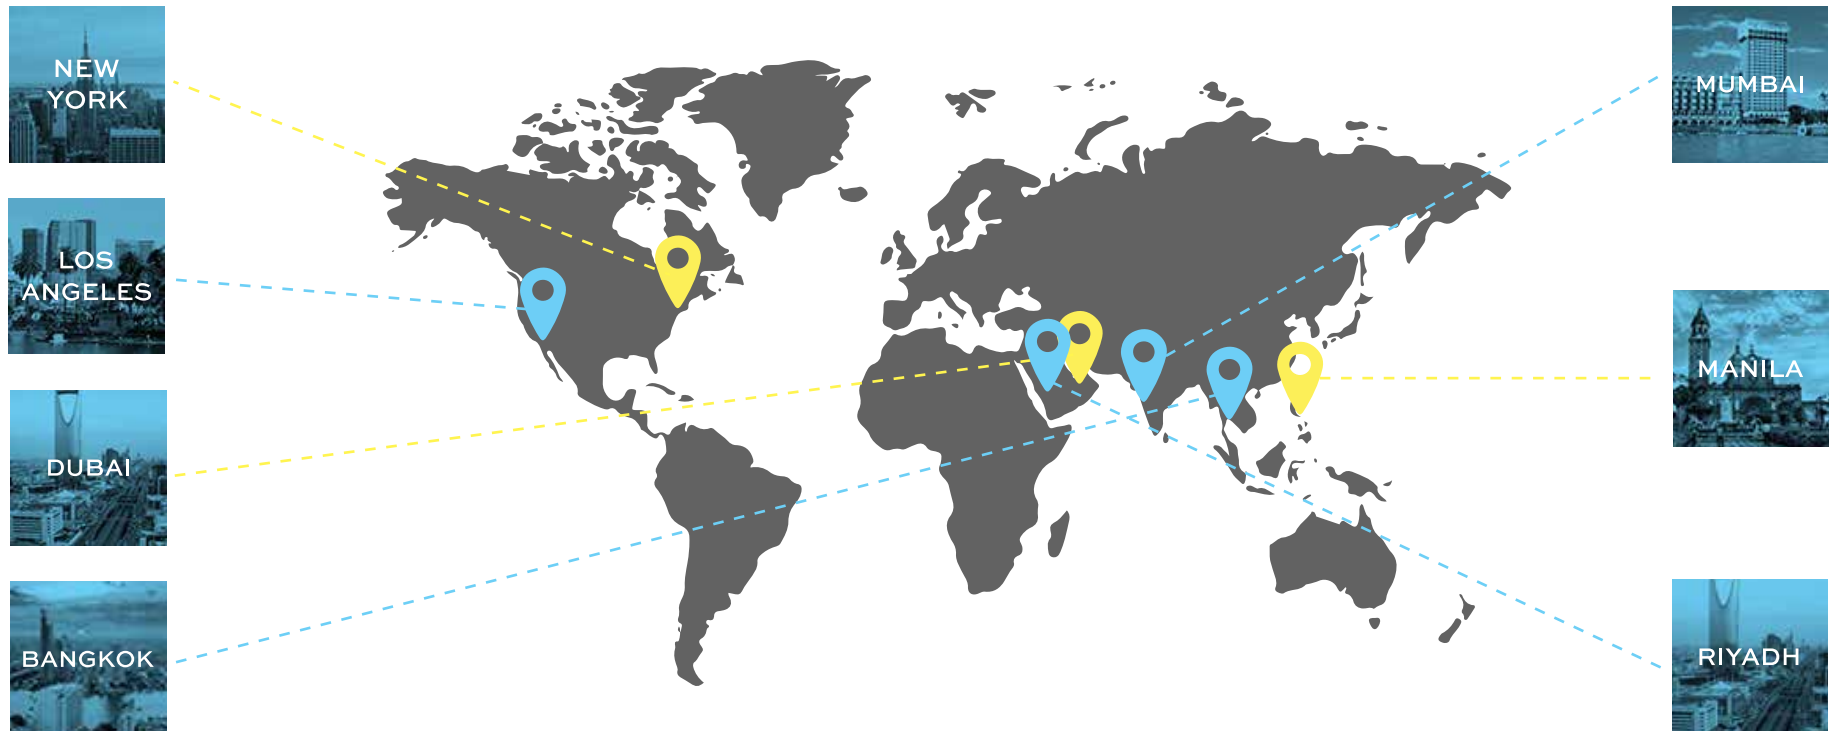 NEW
YORK
LOS
ANGELES
DUBAI
BANGKOK
MUMBAI
MANILA
RIYADH